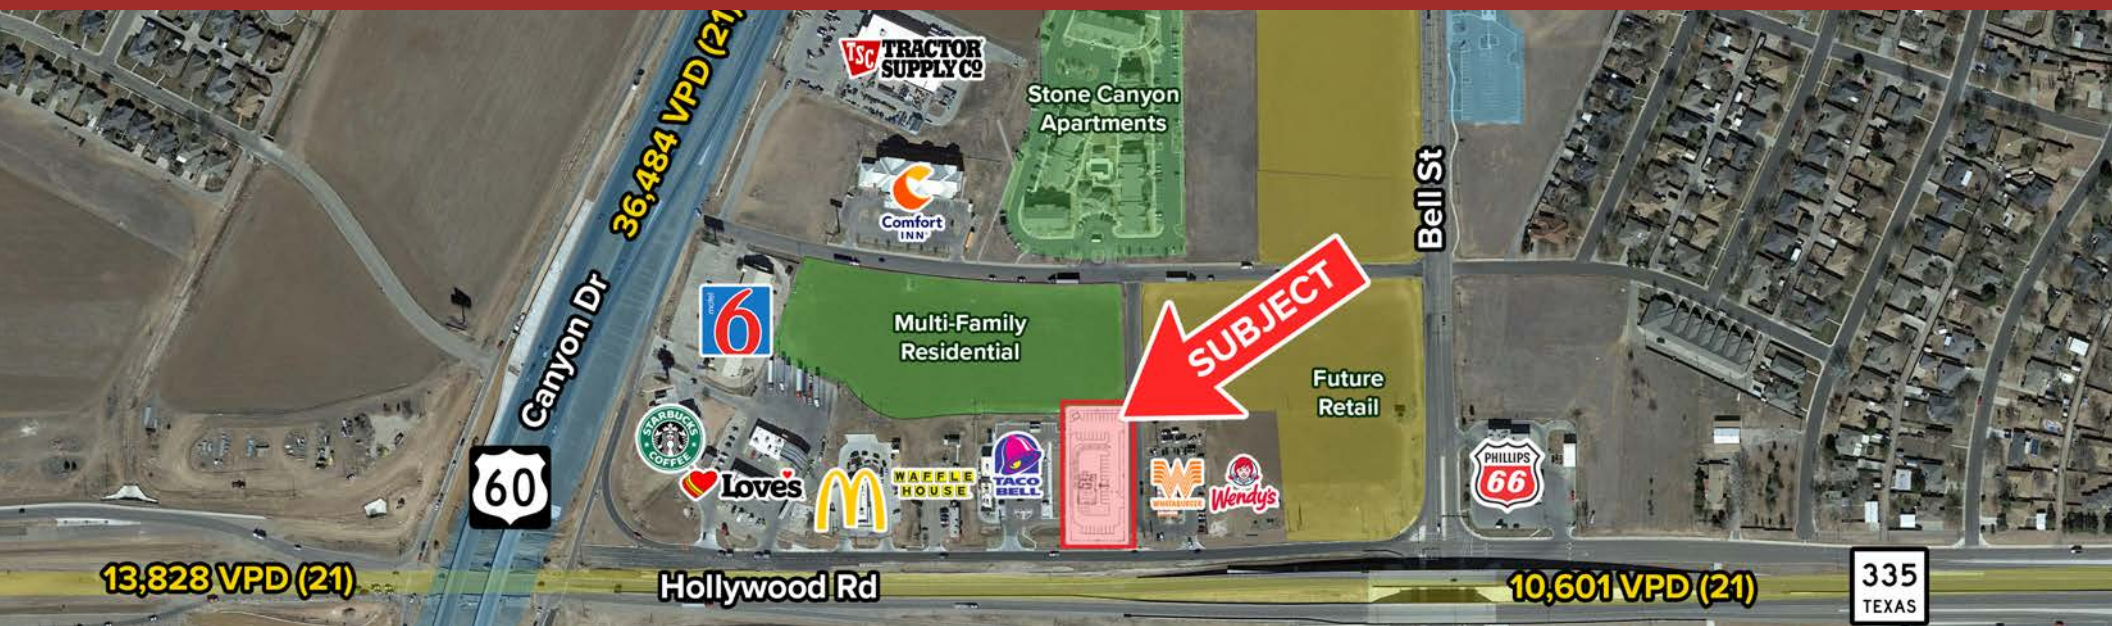 36,484 VPD (21)
TSC TRACTOR
SUPPLY CO
Stone Canyon
Apartments
Bell St
Comfort
INN
Canyon Dr
motel
6
Multi-Family
Residential
SUBJECT
Future
Retail
STARBUCKS
COFFEE
Love's
WAFFLE
HOUSE
TACO
BELL
W
WHATABURGER
Wendy's
PHILLIPS
66
60
13,828 VPD (21)
Hollywood Rd
10,601 VPD (21)
335
TEXAS